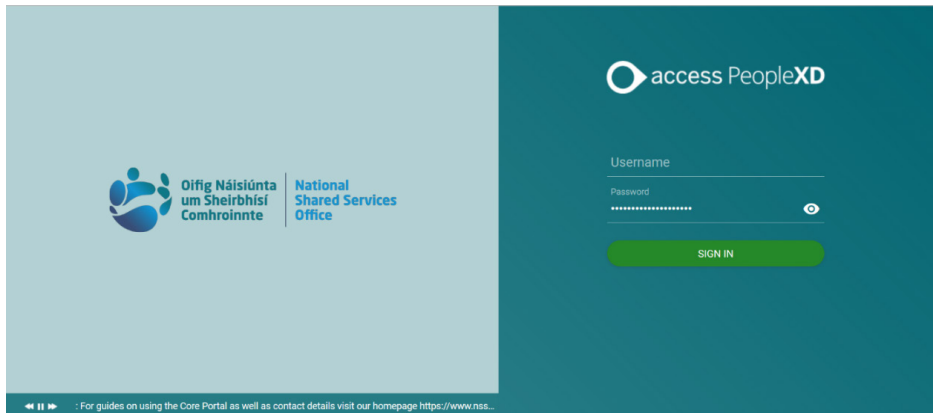 access PeopleXD
Oifig Náisiúnta
um Sheirbhísí
Comhroinnte
National
Shared Services
Office
Username
Password
SIGN IN
: For guides on using the Core Portal as well as contact details visit our homepage https://www.nss...